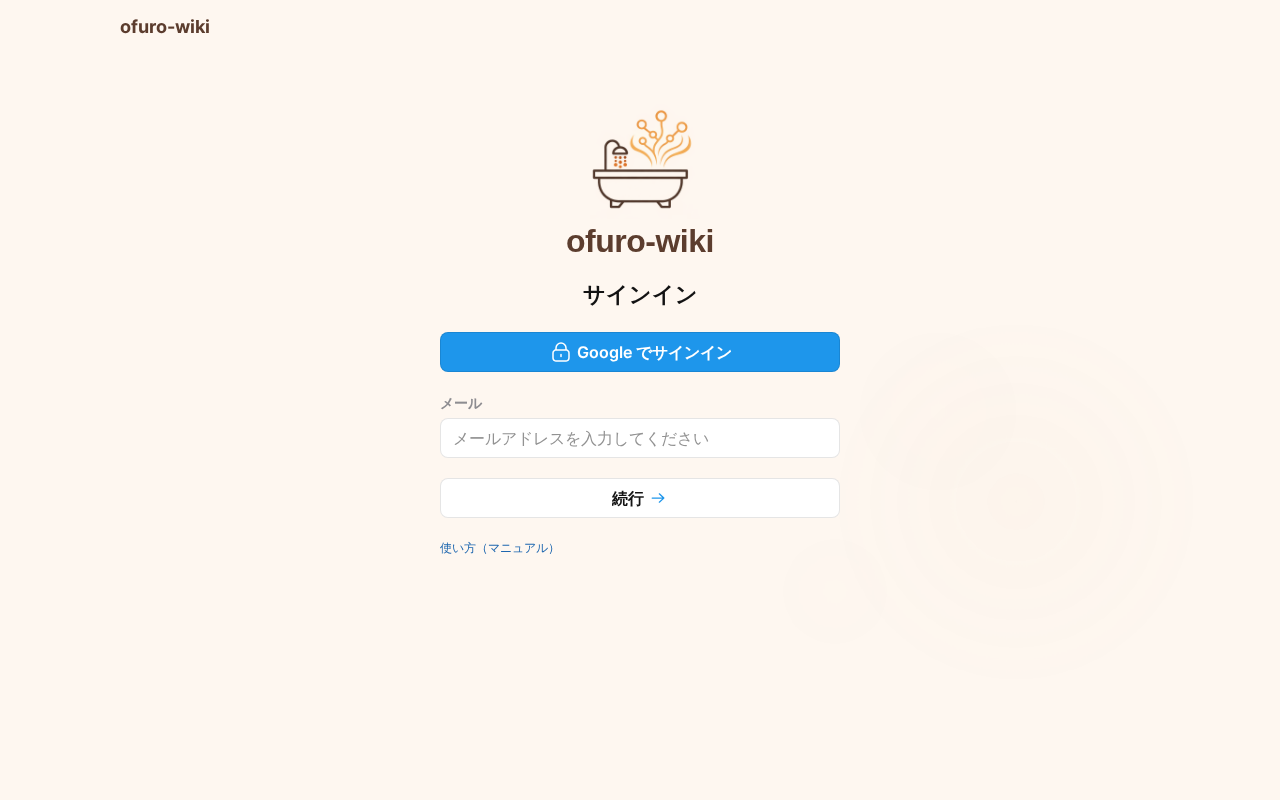 ofuro-wiki
ofuro-wiki
サインイン
Google でサインイン
メール
メールアドレスを入力してください
続行 →
使い方（マニュアル）